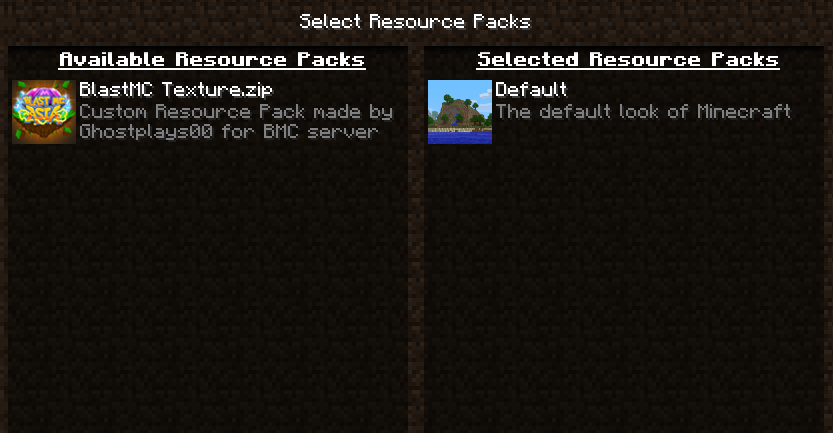 Select Resource Packs
Available Resource Packs
Selected Resource Packs
BlastMC Texture.zip
Custom Resource Pack made by
Ghostplays00 for BMC server
Default
The default look of Minecraft